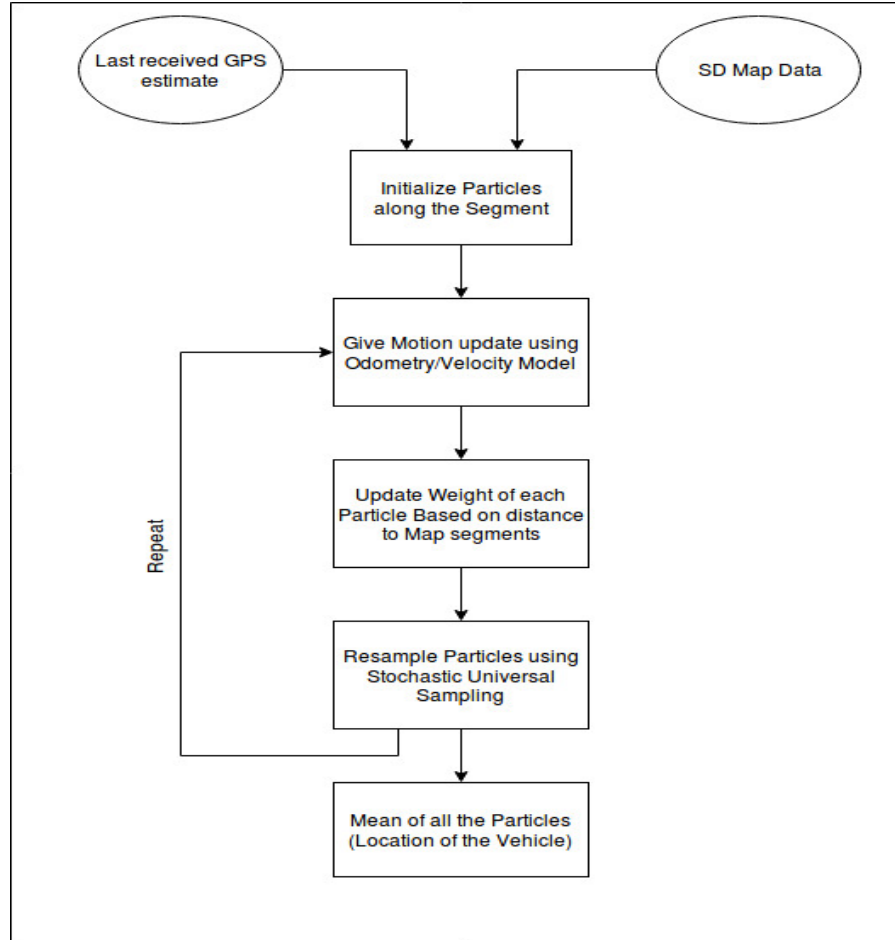 Last received GPS
estimate
SD Map Data
Initialize Particles
along the Segment
Give Motion update using
Odometry/Velocity Model
Update Weight of each
Particle Based on distance
to Map segments
Repeat
Resample Particles using
Stochastic Universal
Sampling
Mean of all the Particles
(Location of the Vehicle)